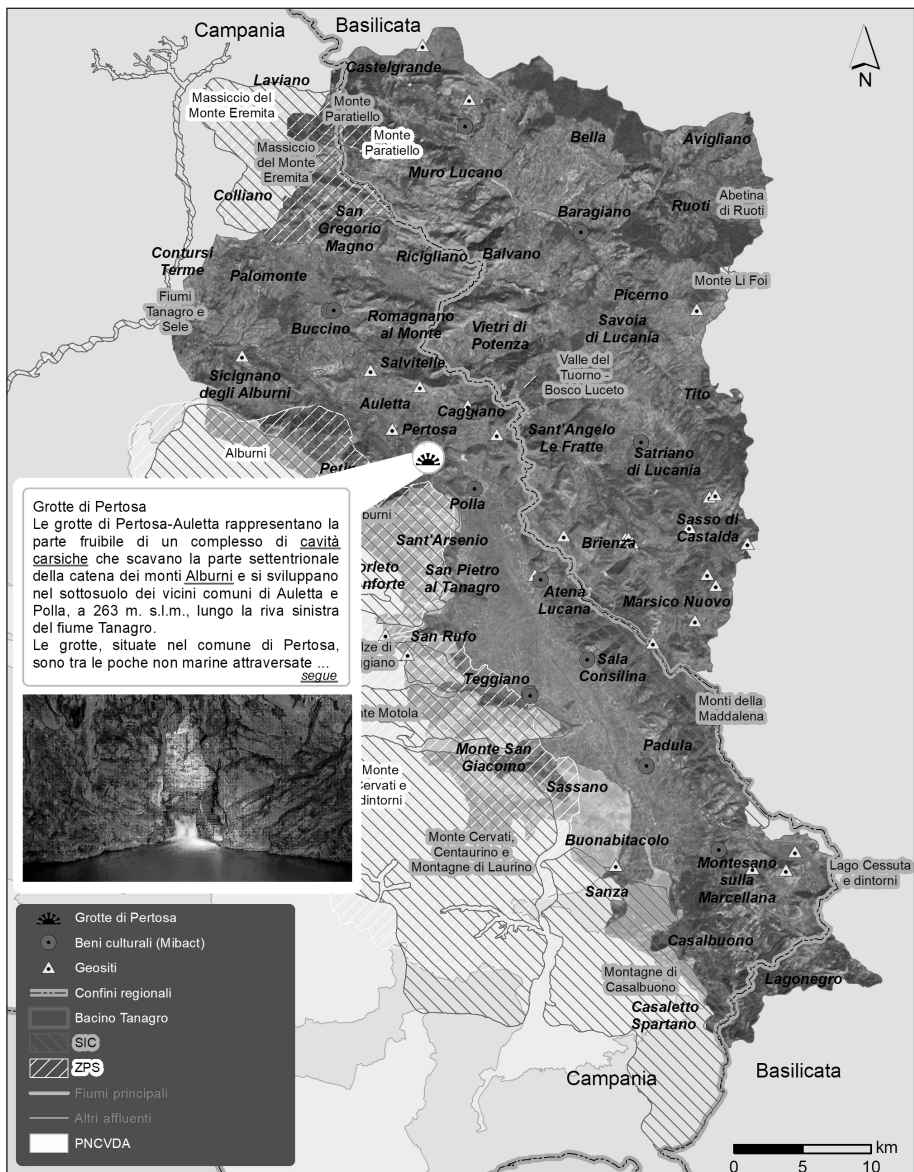 Campania
Basilicata
N
Castelgrande
Laviano
Massiccio del
Monte Eremita
Monte
Paratiello
Monte
Paratiello
Bella
Avigliano
Massiccio
del Monte
Eremita
Muro Lucano
Colliano
Ruoti
Abetina
di Ruoti
San
Gregorio
Magno
Baragiano
Contursi
Terme
Ricigliano
Balvano
Palomonte
Monte Li Foi
Picerno
Fiumi
Tanagro e
Sele
Buccino
Romagnano
al Monte
Vietri di
Potenza
Savoia
di Lucania
Salvitelle
Valle del
Tuorno -
Bosco Luceto
Sicignano
degli Alburni
Tito
Auletta
Caggiano
Pertosa
Sant'Angelo
Le Fratte
Alburni
Satriano
di Lucania
Polla
Sasso di
Castalda
Sant'Arsenio
Brienza
San Pietro
al Tanagro
Atena
Lucana
Marsico Nuovo
San Rufo
Sala
Consilina
Teggiano
Monti della
Maddalena
Padula
Monte San
Giacomo
Sassano
Monte
Cervati e
dintorni
Monte Cervati,
Centaurino e
Montagne di Laurino
Buonabitacolo
Montesano
sulla
Marcellana
Lago Cessuta
e dintorni
Sanza
Casalbuono
Montagne di
Casalbuono
Lagonegro
Casaletto
Spartano
Campania
Basilicata
Grotte di Pertosa
Le grotte di Pertosa-Auletta rappresentano la
parte fruibile di un complesso di cavità
carsiche che scavano la parte settentrionale
della catena dei monti Alburni e si sviluppano
nel sottosuolo dei vicini comuni di Auletta e
Polla, a 263 m. s.l.m., lungo la riva sinistra
del fiume Tanagro.
Le grotte, situate nel comune di Pertosa,
sono tra le poche non marine attraversate ...
segue
Grotte di Pertosa
Beni culturali (Mibact)
Geositi
Confini regionali
Bacino Tanagro
SIC
ZPS
Fiumi principali
Altri affluenti
PNCVDA
km
0 5 10